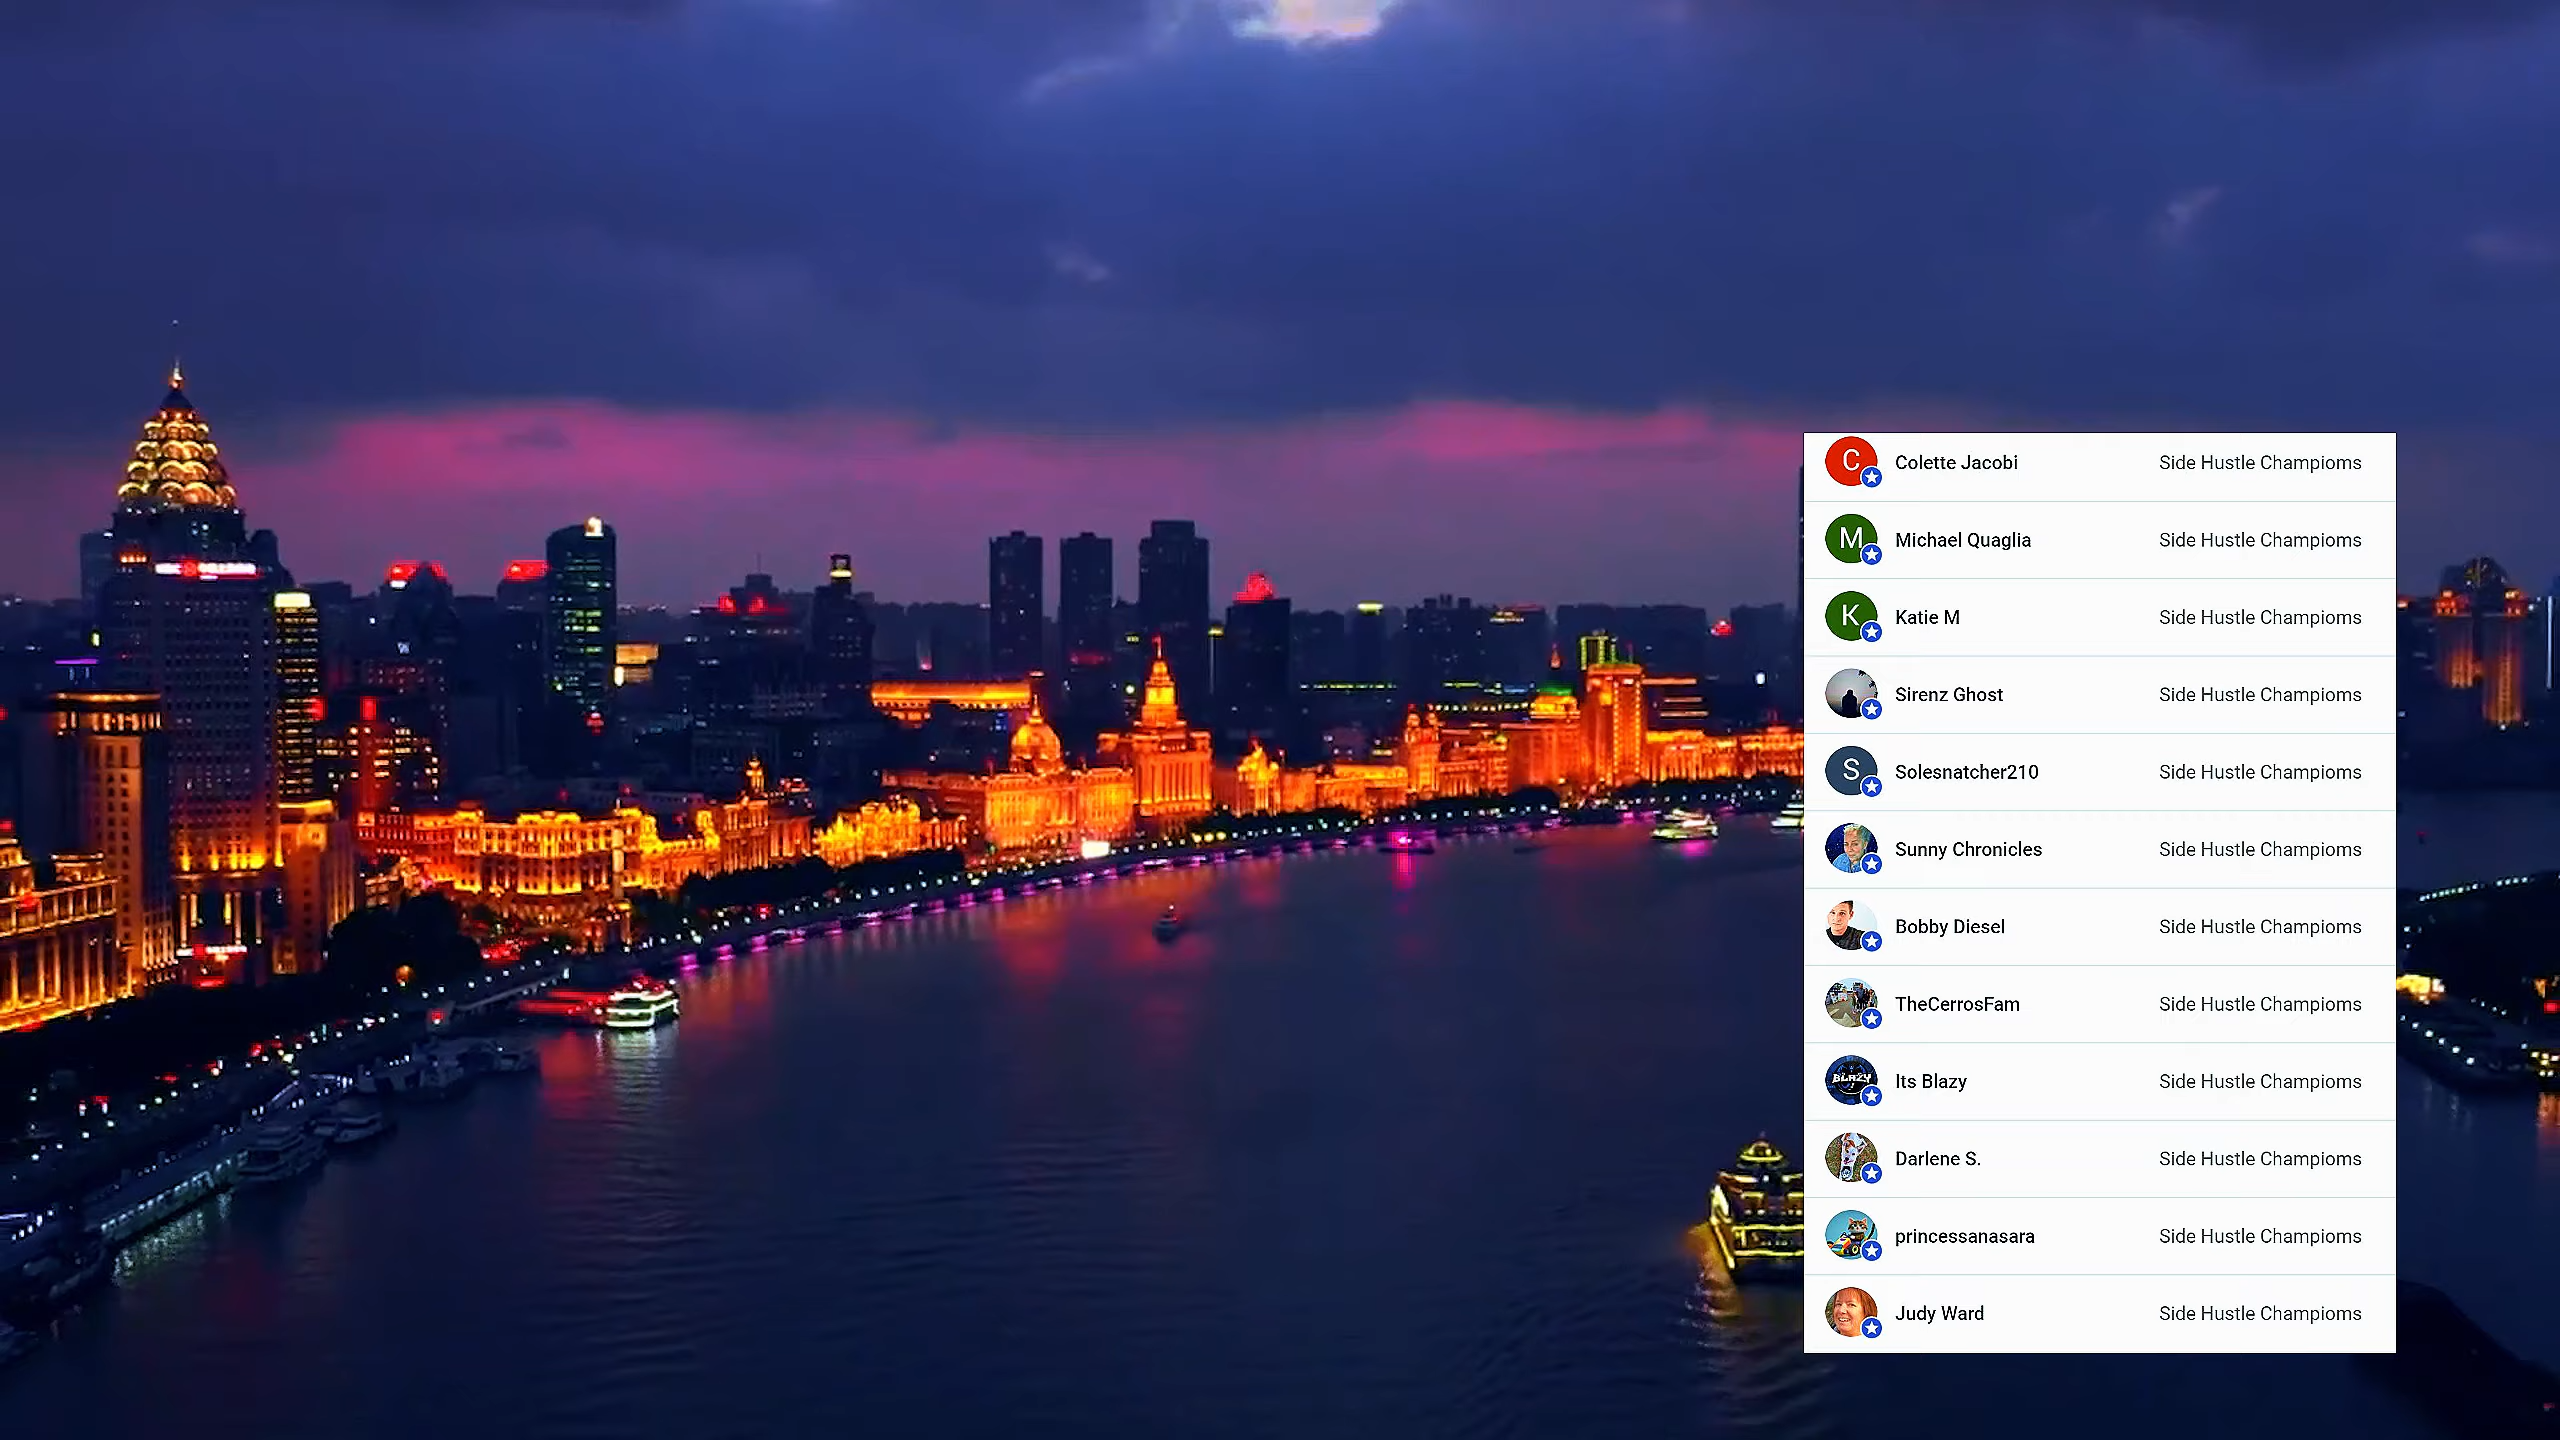 C Colette Jacobi Side Hustle Champioms
M Michael Quaglia Side Hustle Champioms
K Katie M Side Hustle Champioms
Sirenz Ghost Side Hustle Champioms
S Solesnatcher210 Side Hustle Champioms
Sunny Chronicles Side Hustle Champioms
Bobby Diesel Side Hustle Champioms
TheCerrosFam Side Hustle Champioms
BLAZY Its Blazy Side Hustle Champioms
Darlene S. Side Hustle Champioms
princessanasara Side Hustle Champioms
Judy Ward Side Hustle Champioms